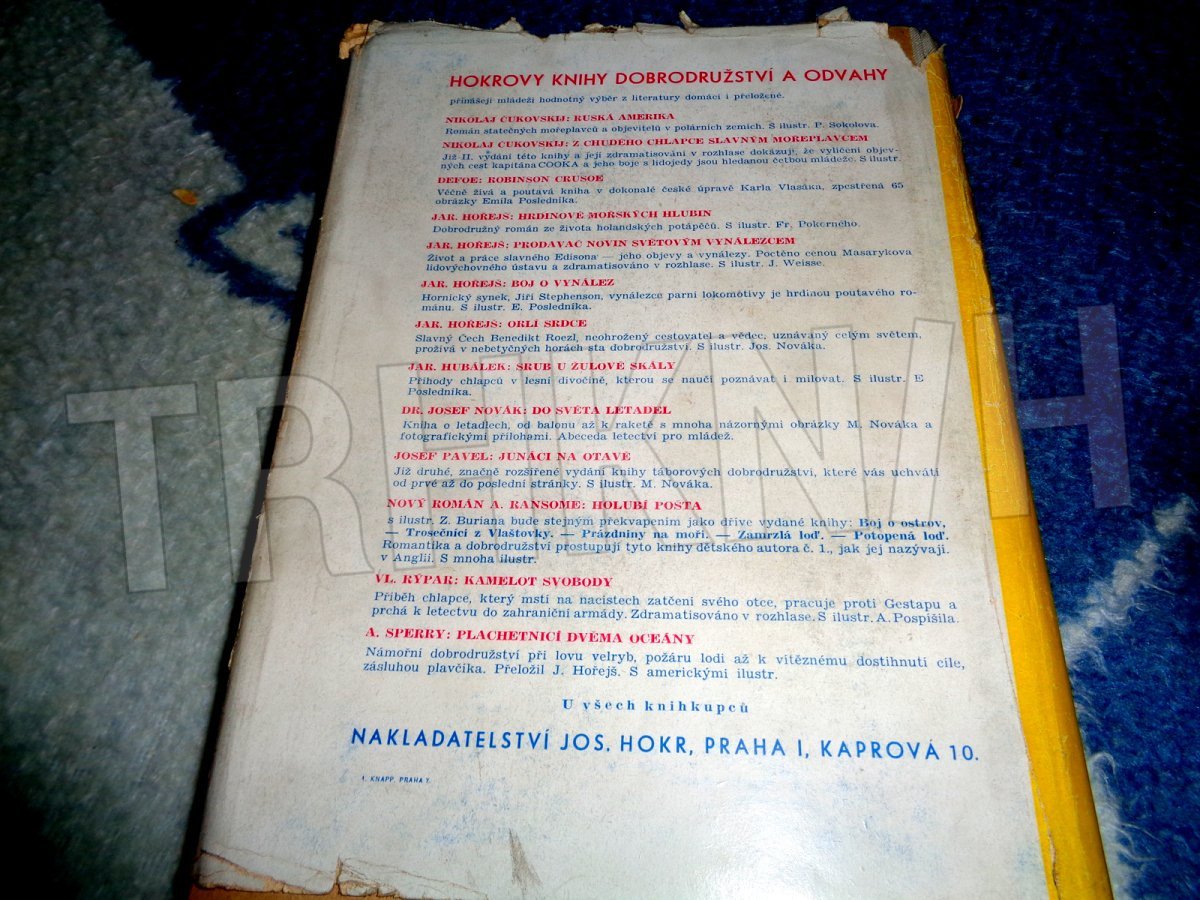 HOKROVY KNIHY DOBRODRUŽSTVÍ A ODVAHY
přinášejí mládeži hodnotný výběr z literatury domácí i přeložené.
NIKOLAJ ČUKOVSKIJ: RUSKÁ AMERIKA
Román statečných mořeplavců a objevitelů v polárních zemích. S ilustr. P. Sokolova.
NIKOLAJ ČUKOVSKIJ: Z CHUDÉHO CHLAPCE SLAVNÝM MOŘEPLAVCEM
Již II. vydání této knihy a její zdramatisování v rozhlase dokazují, že vylíčení objev-
ných cest kapitána COOKA a jeho boje s lidojedy jsou hledanou četbou mládeže. S ilustr.
DEFOE: ROBINSON CRUSOE
Věčně živá a poutavá kniha v dokonalé české úpravě Karla Vlasáka, zpestřená 65
obrázky Emila Posledníka.
JAR. HOŘEJŠ: HRDINOVÉ MOŘSKÝCH HLUBIN
Dobrodružný román ze života holandských potápěčů. S ilustr. Fr. Pokorného.
JAR. HOŘEJŠ: PRODAVAČ NOVIN SVĚTOVÝM VYNÁLEZCEM
Život a práce slavného Edisona — jeho objevy a vynálezy. Poctěno cenou Masarykova
lidovýchovného ústavu a zdramatisováno v rozhlase. S ilustr. J. Weisse.
JAR. HOŘEJŠ: BOJ O VYNÁLEZ
Hornický synek, Jiří Stephenson, vynálezce parní lokomotivy je hrdinou poutavého ro-
mánu. S ilustr. E. Posledníka.
JAR. HOŘEJŠ: ORLÍ SRDCE
Slavný Čech Benedikt Roezl, neohrožený cestovatel a vědec, uznávaný celým světem,
prožívá v nebetyčných horách sta dobrodružství. S ilustr. Jos. Nováka.
JAR. HUBÁLEK: SRUB U ŽULOVÉ SKÁLY
Příhody chlapců v lesní divočině, kterou se naučí poznávat i milovat. S ilustr. E
Posledníka.
DR. JOSEF NOVÁK: DO SVĚTA LETADEL
Kniha o letadlech, od balonu až k raketě s mnoha názornými obrázky M. Nováka a
fotografickými přílohami. Abeceda letectví pro mládež.
JOSEF PAVEL: JUNÁCI NA OTAVĚ
Již druhé, značně rozšířené vydání knihy táborových dobrodružství, které vás uchvátí
od prvé až do poslední stránky. S ilustr. M. Nováka.
NOVÝ ROMÁN A. RANSOME: HOLUBÍ POŠTA
s ilustr. Z. Buriana bude stejným překvapením jako dříve vydané knihy: Boj o ostrov,
— Trosečníci z Vlaštovky. — Prázdniny na moři. — Zamrzlá loď. — Potopená loď.
Romantika a dobrodružství prostupují tyto knihy dětského autora č. 1., jak jej nazývají.
v Anglii. S mnoha ilustr.
VL. RÝPAR: KAMELOT SVOBODY
Příběh chlapce, který mstí na nacistech zatčení svého otce, pracuje proti Gestapu a
prchá k letectvu do zahraniční armády. Zdramatisováno v rozhlase. S ilustr. A. Pospíšila.
A. SPERRY: PLACHETNICÍ DVĚMA OCEÁNY
Námořní dobrodružství při lovu velryb, požáru lodi až k vítěznému dostihnutí cíle,
zásluhou plavčíka. Přeložil J. Hořejš. S americkými ilustr.
U všech knihkupců
NAKLADATELSTVÍ JOS. HOKR, PRAHA I, KAPROVA 10.
KNAPP, PRAHA
TRHKNIH